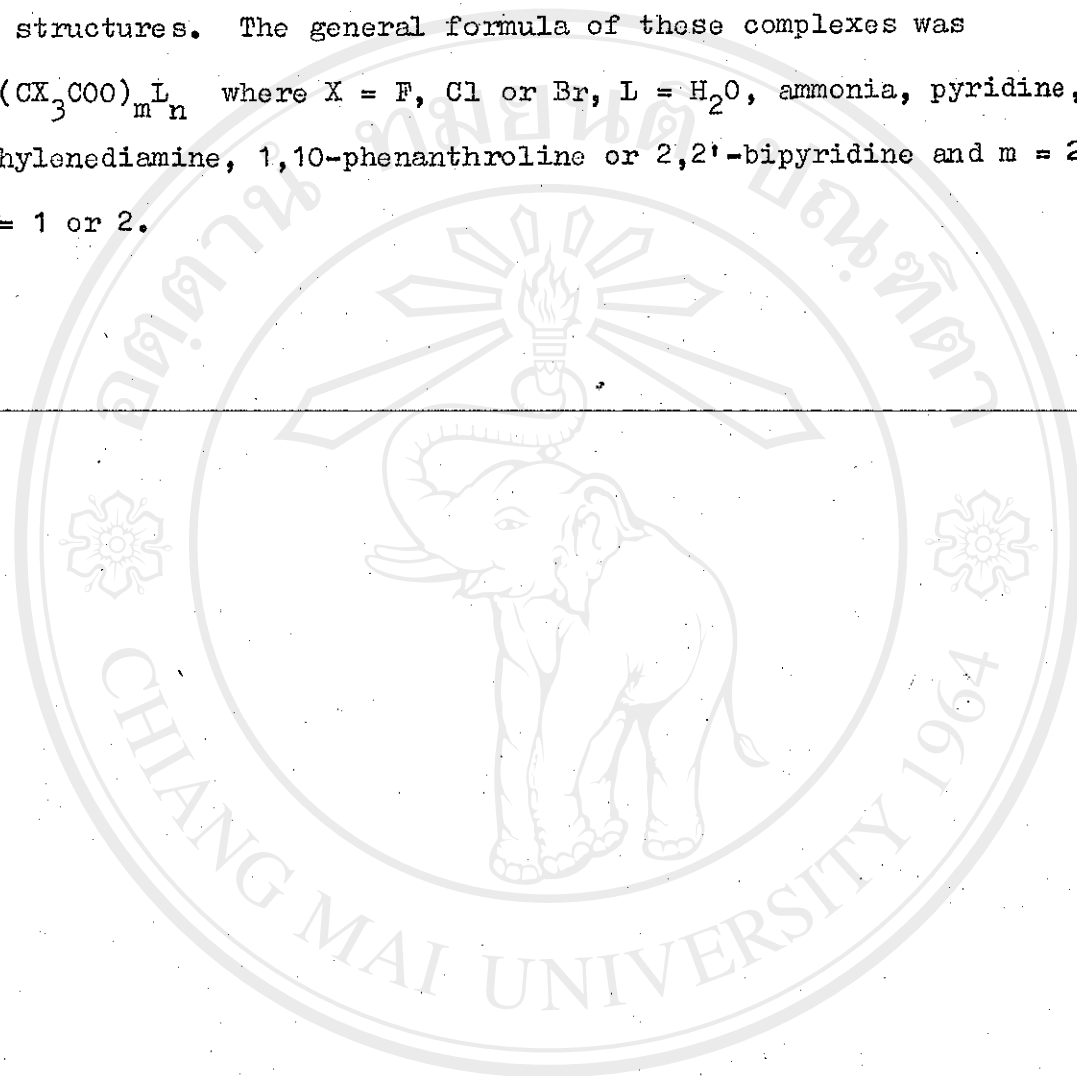 structures. The general formula of these complexes was
(CX₃COO)ₘLₙ where X = F, Cl or Br, L = H₂O, ammonia, pyridine,
hylenediamine, 1,10-phenanthroline or 2,2'-bipyridine and m = 2
= 1 or 2.
CHIANG MAI UNIVERSITY 1964